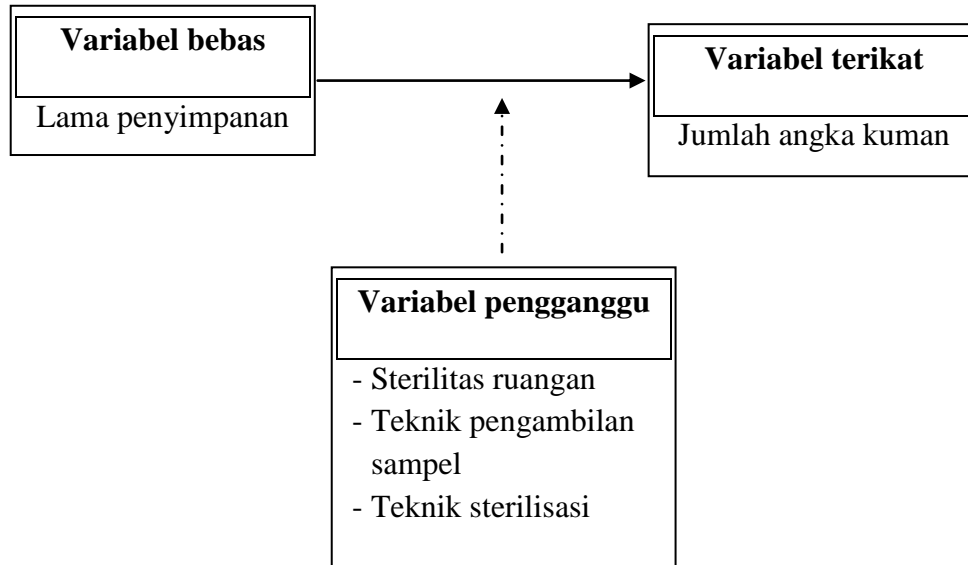 Variabel bebas
Lama penyimpanan
Variabel terikat
Jumlah angka kuman
Variabel pengganggu
- Sterilitas ruangan
- Teknik pengambilan
sampel
- Teknik sterilisasi